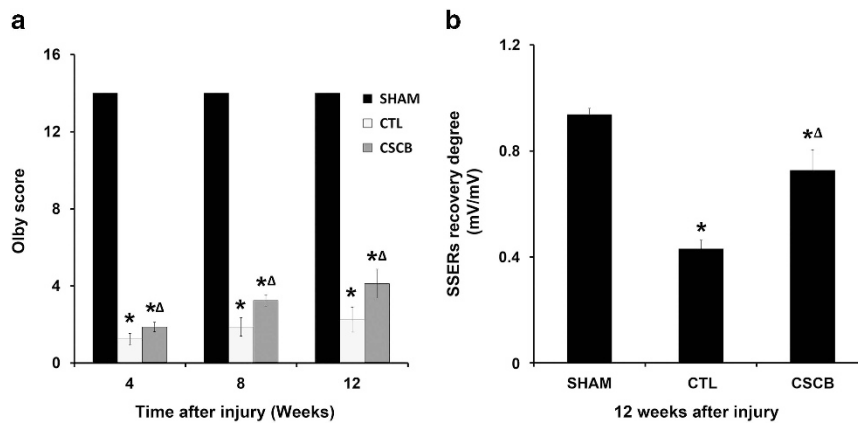 a
16
12
8
4
0
Olby score
SHAM
CTL
CSCB
*
*Δ
*
*Δ
*
*Δ
4 8 12
Time after injury (Weeks)
b
1.2
0.8
0.4
0
SSERs recovery degree
(mV/mV)
*
*Δ
SHAM CTL CSCB
12 weeks after injury